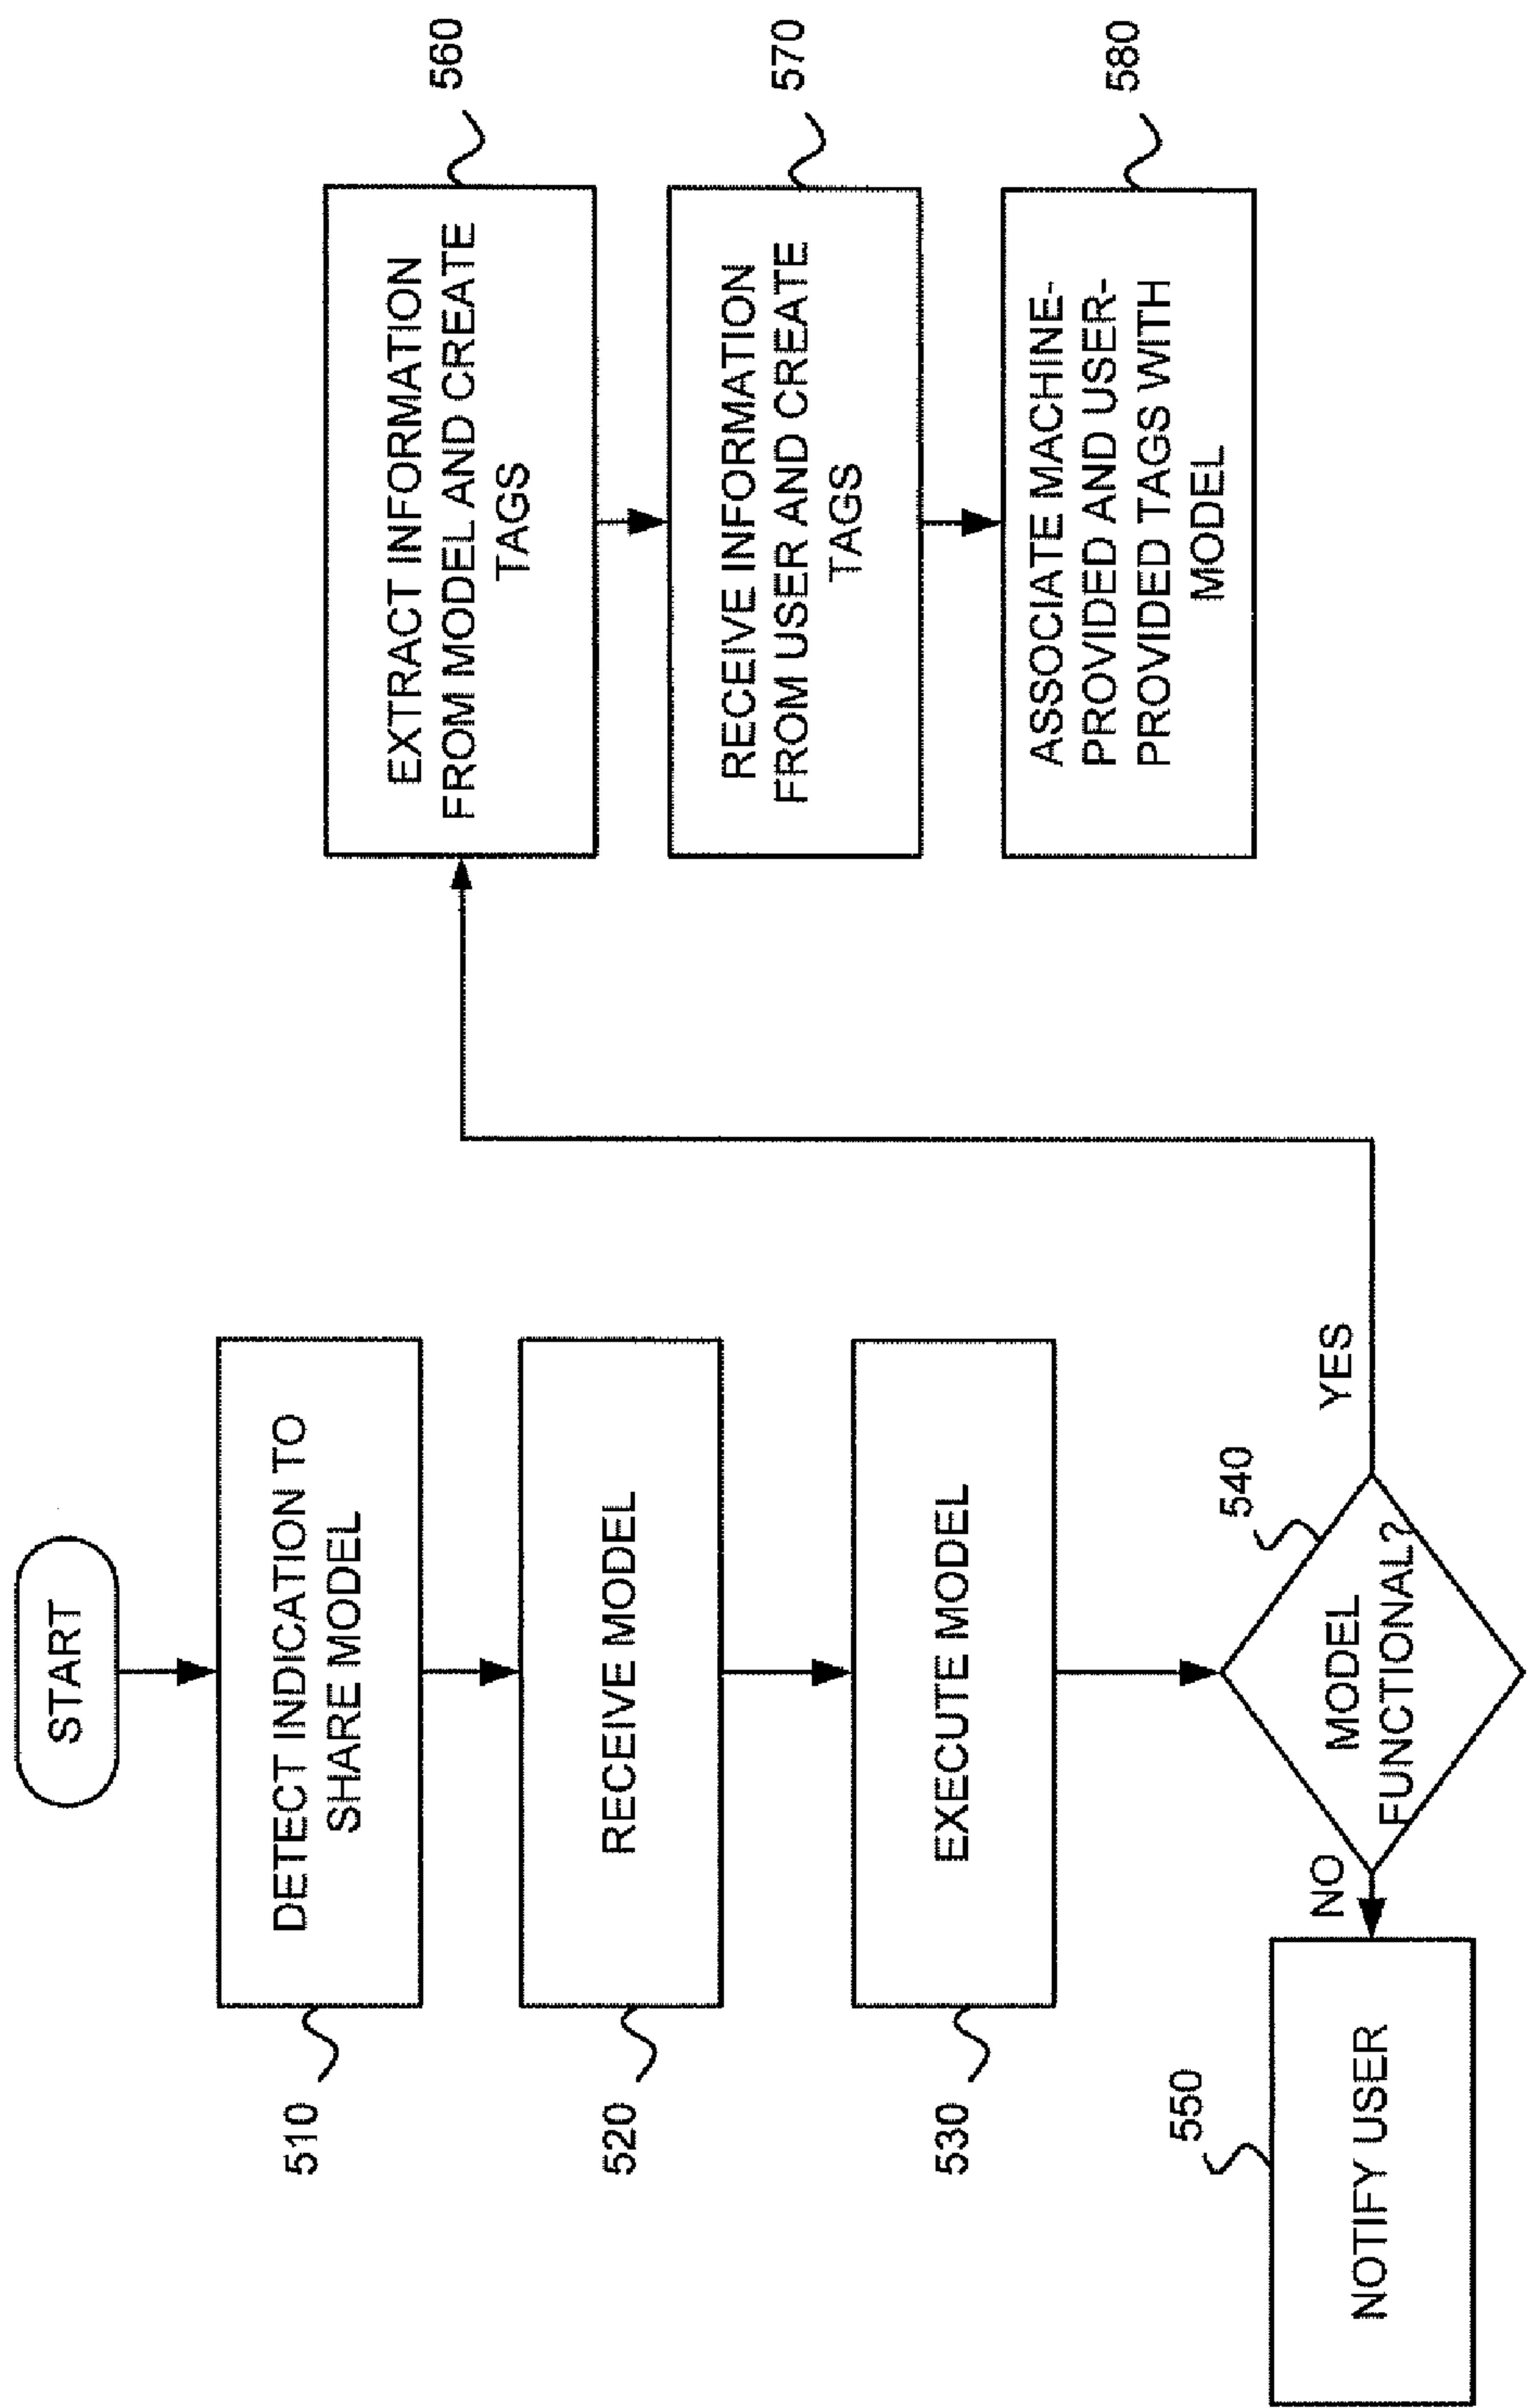 START
DETECT INDICATION TO
SHARE MODEL
510
RECEIVE MODEL
520
EXECUTE MODEL
530
MODEL
FUNCTIONAL?
540
NO
YES
NOTIFY USER
550
EXTRACT INFORMATION
FROM MODEL AND CREATE
TAGS
560
RECEIVE INFORMATION
FROM USER AND CREATE
TAGS
570
ASSOCIATE MACHINE-
PROVIDED AND USER-
PROVIDED TAGS WITH
MODEL
580